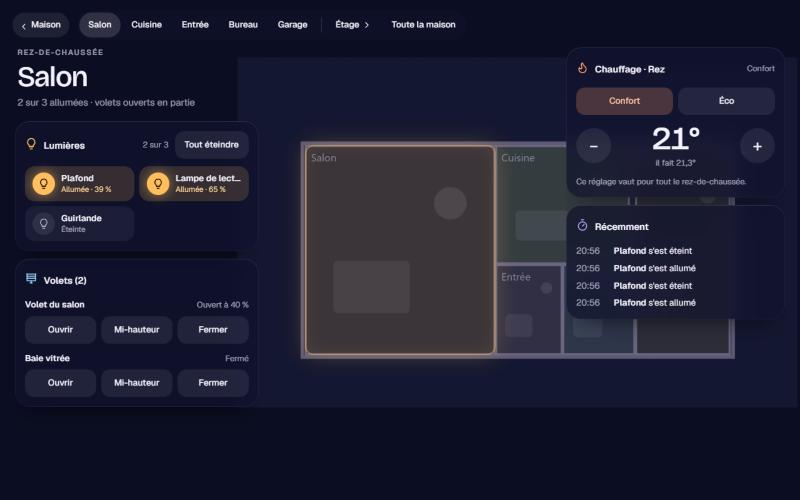 Maison
Salon
Cuisine
Entrée
Bureau
Garage
Étage
Toute la maison
REZ-DE-CHAUSSÉE
Salon
2 sur 3 allumées · volets ouverts en partie
Lumières
2 sur 3
Tout éteindre
Plafond
Allumée · 39 %
Lampe de lect...
Allumée · 65 %
Guirlande
Éteinte
Volets (2)
Volet du salon
Ouvert à 40 %
Ouvrir
Mi-hauteur
Fermer
Baie vitrée
Fermé
Ouvrir
Mi-hauteur
Fermer
Salon
Cuisine
Entrée
Chauffage · Rez
Confort
Confort
Éco
−
21°
+
il fait 21,3°
Ce réglage vaut pour tout le rez-de-chaussée.
Récemment
20:56 Plafond s'est éteint
20:56 Plafond s'est allumé
20:56 Plafond s'est éteint
20:56 Plafond s'est allumé